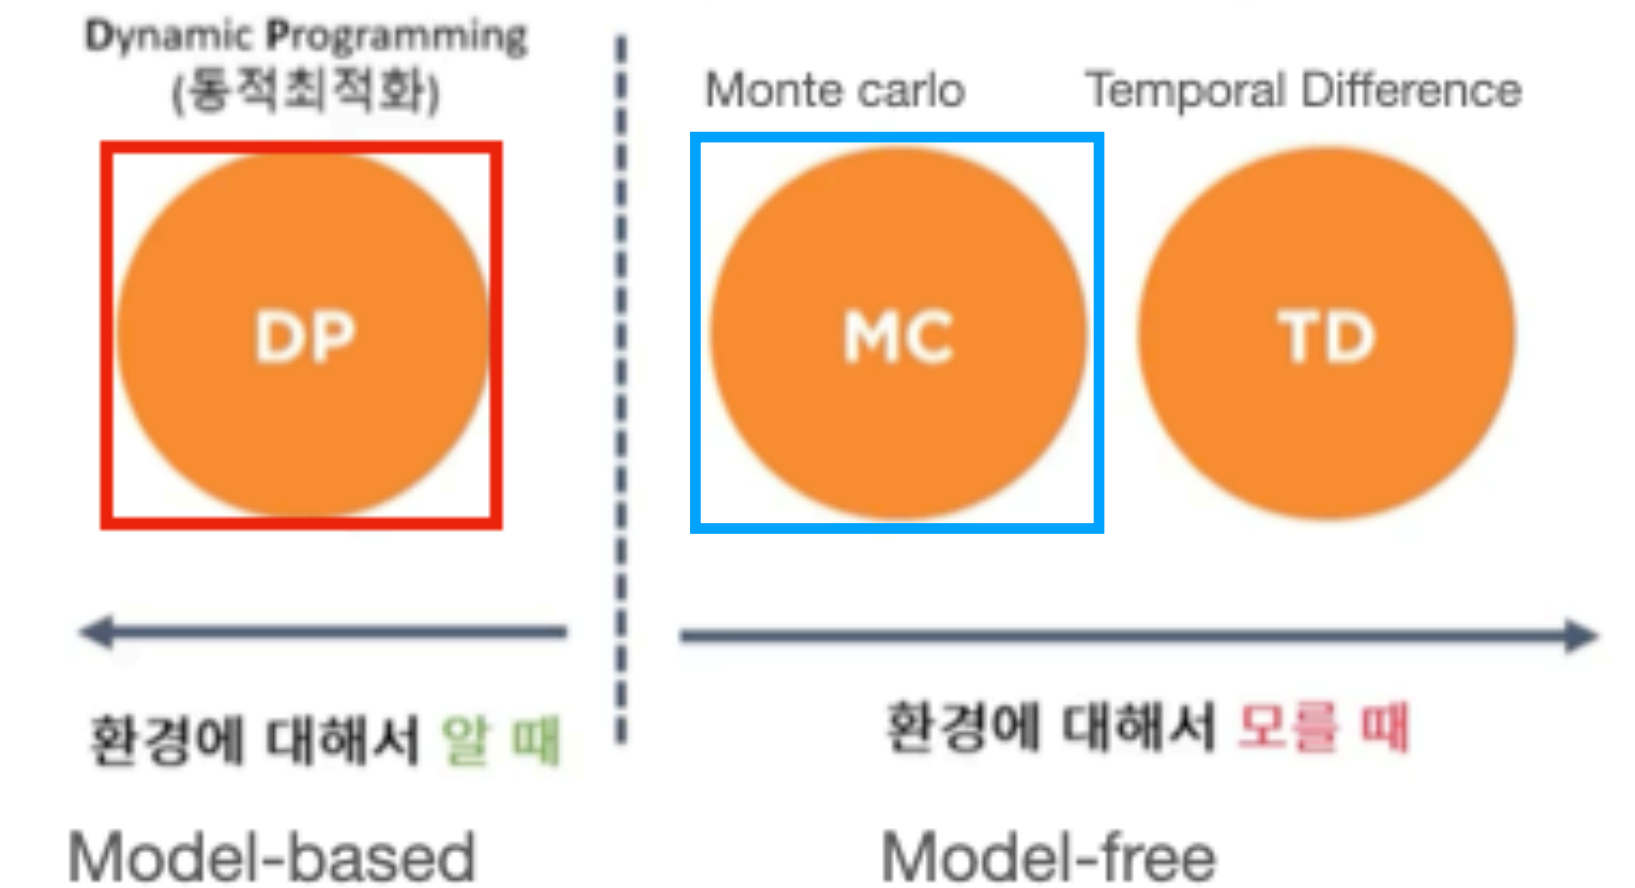 Dynamic Programming
(동적최적화)
Monte carlo
Temporal Difference
DP
MC
TD
환경에 대해서 알 때
환경에 대해서 모를 때
Model-based
Model-free